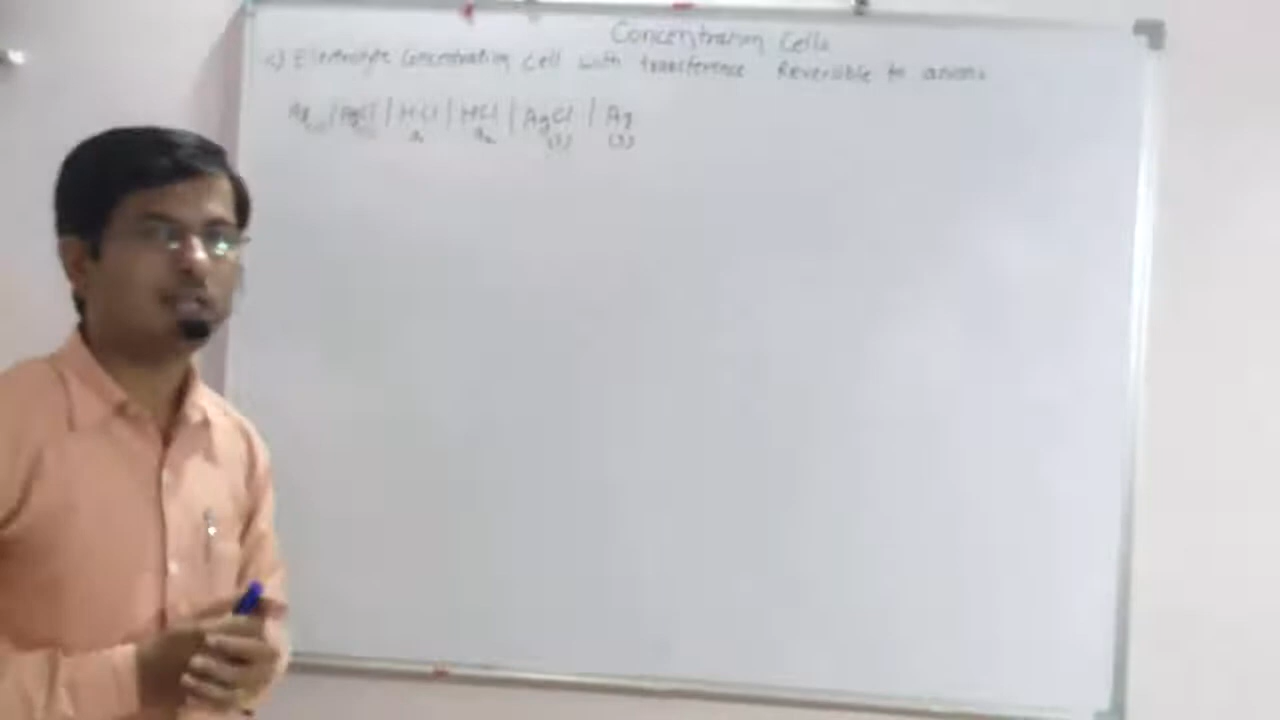 Concentration Cells
c) Electrolyte Concentration Cell with transference Reversible to anions
Ag(s) | AgCl(s) | HCl a₁ | HCl a₂ | AgCl (s) | Ag (s)